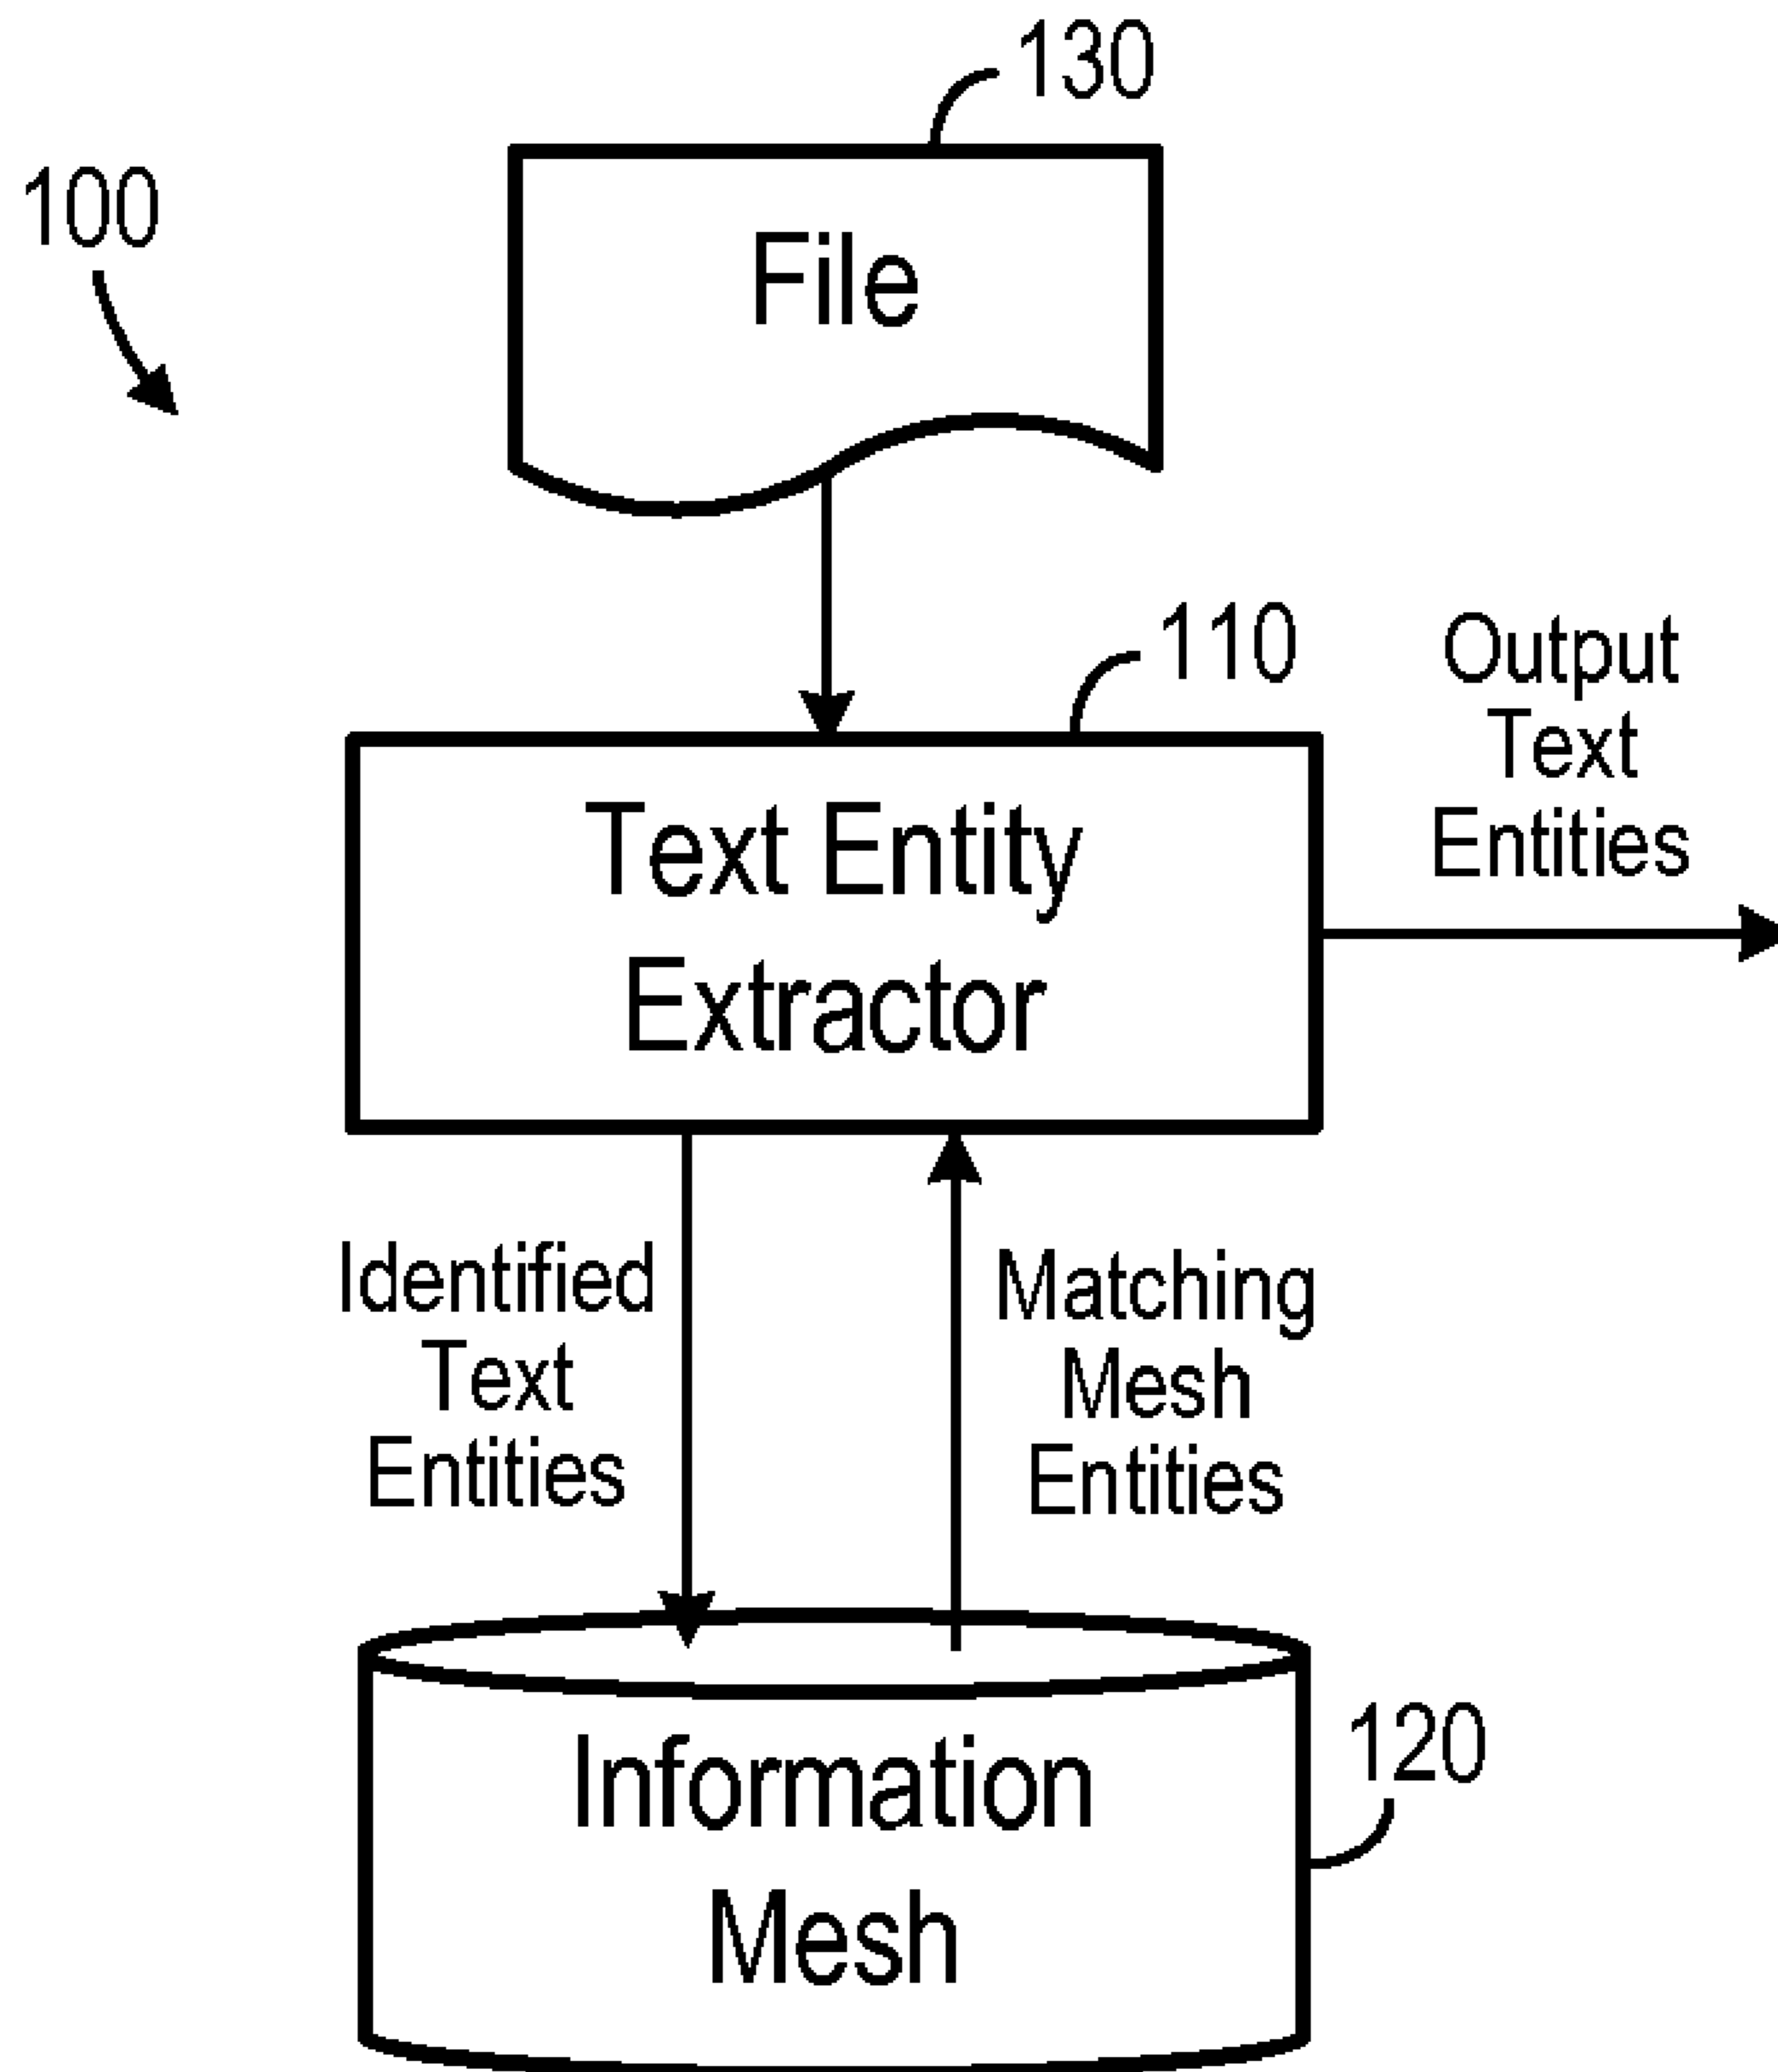 130
100
File
110
Output
Text
Entities
Text Entity
Extractor
Identified
Text
Entities
Matching
Mesh
Entities
120
Information
Mesh